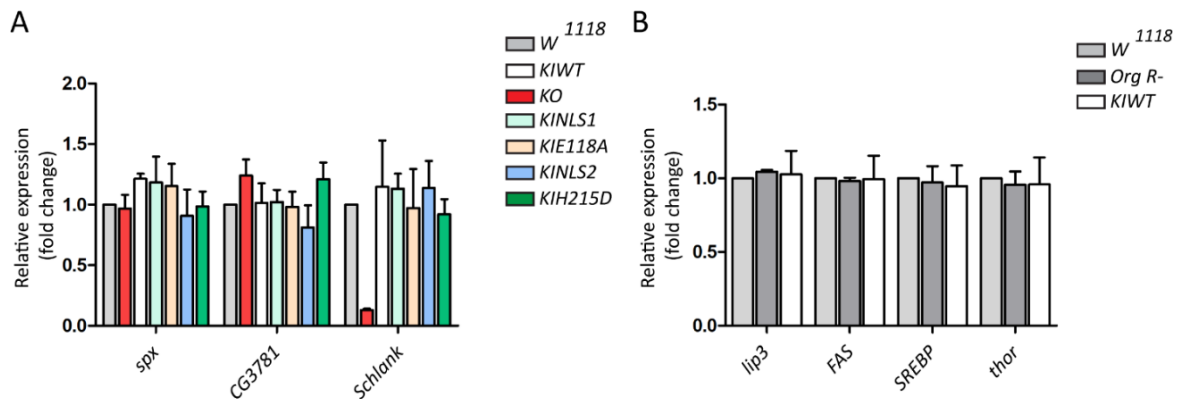 A
W 1118
KIWT
KO
KINLS1
KIE118A
KINLS2
KIH215D
Relative expression
(fold change)
2.0
1.5
1.0
0.5
0.0
spx
CG3781
Schlank
B
W 1118
Org R-
KIWT
Relative expression
(fold change)
1.5
1.0
0.5
0.0
lip3
FAS
SREBP
thor